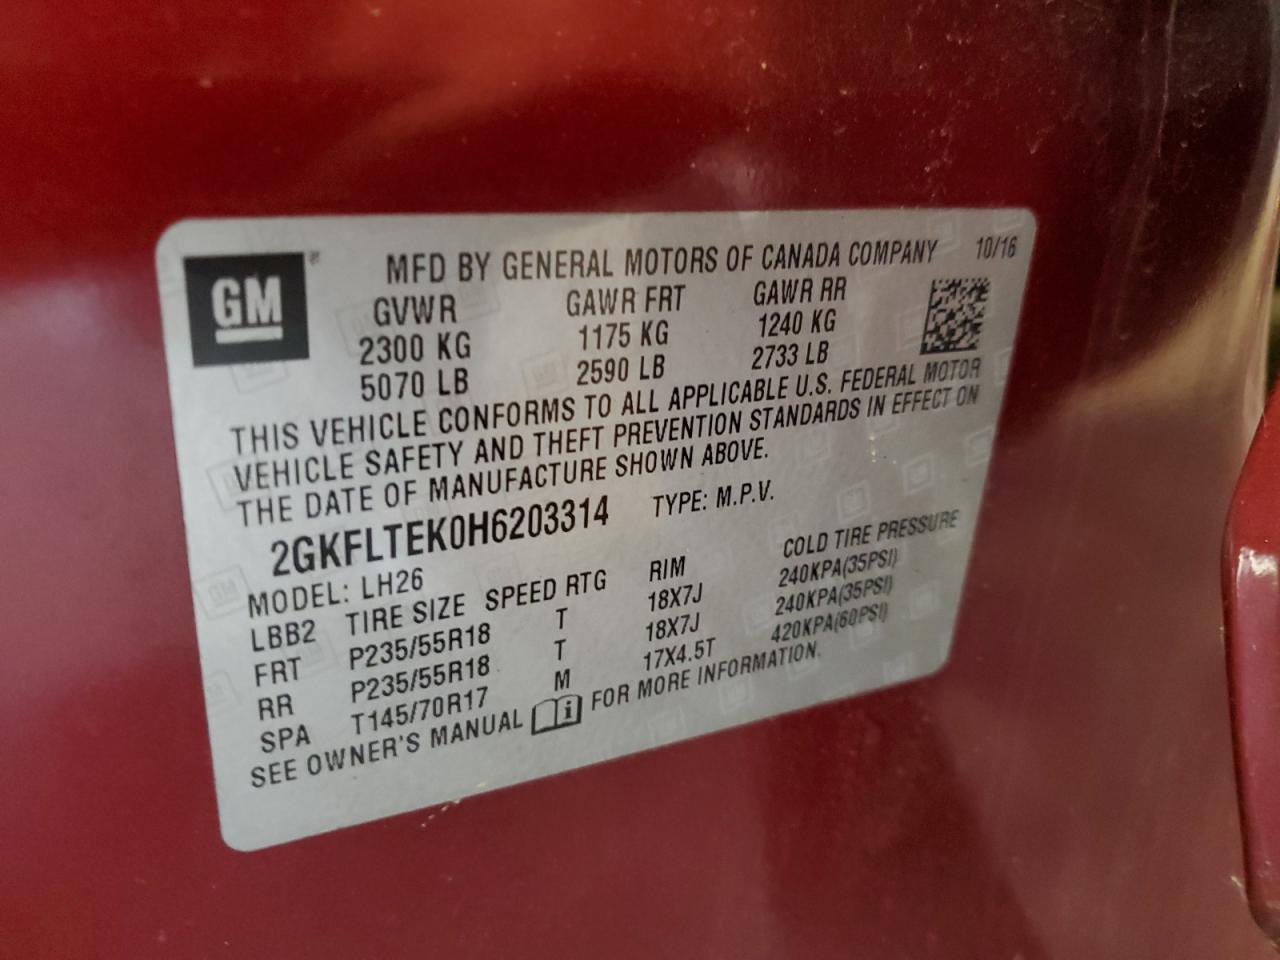 GM
MFD BY GENERAL MOTORS OF CANADA COMPANY 10/16
GVWR GAWR FRT GAWR RR
2300 KG 1175 KG 1240 KG
5070 LB 2590 LB 2733 LB
THIS VEHICLE CONFORMS TO ALL APPLICABLE U.S. FEDERAL MOTOR
VEHICLE SAFETY AND THEFT PREVENTION STANDARDS IN EFFECT ON
THE DATE OF MANUFACTURE SHOWN ABOVE.
2GKFLTEK0H6203314 TYPE: M.P.V.
MODEL: LH26
LBB2 TIRE SIZE SPEED RTG RIM COLD TIRE PRESSURE
FRT P235/55R18 T 18X7J 240KPA(35PSI)
RR P235/55R18 T 18X7J 240KPA(35PSI)
SPA T145/70R17 M 17X4.5T 420KPA(60PSI)
SEE OWNER'S MANUAL i FOR MORE INFORMATION.